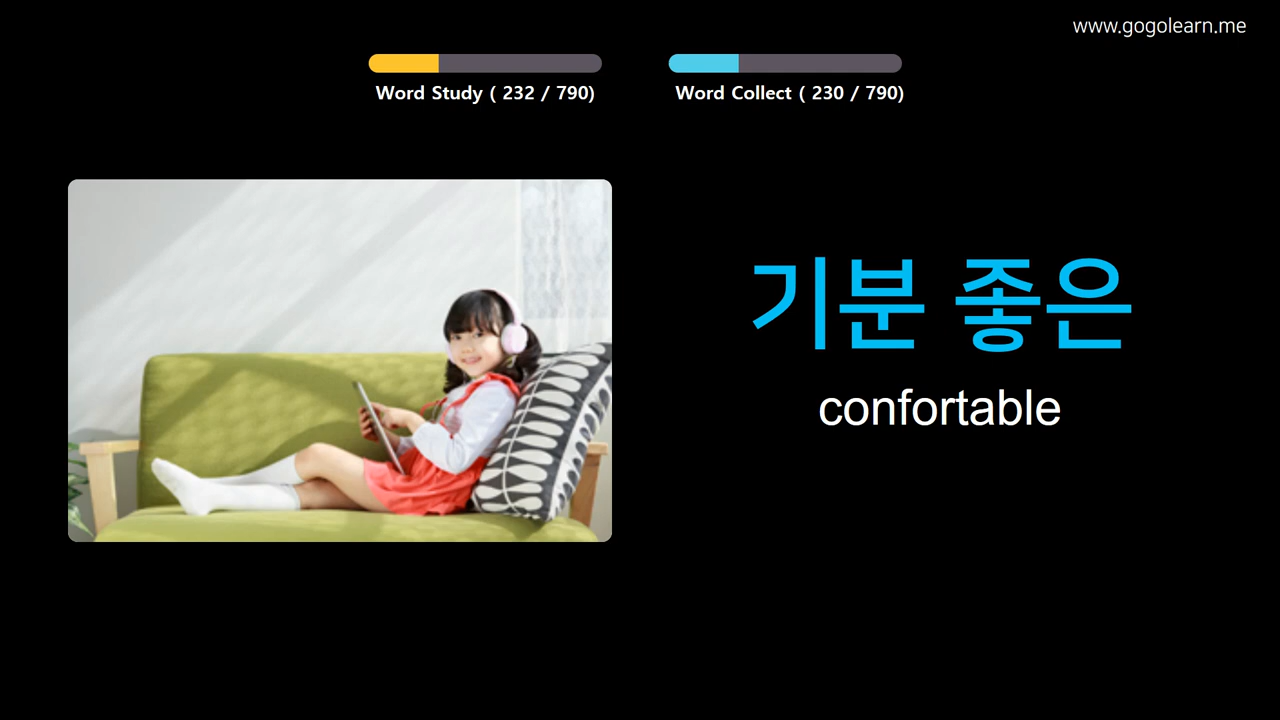 www.gogolearn.me
Word Study ( 232 / 790)
Word Collect ( 230 / 790)
기분 좋은
confortable